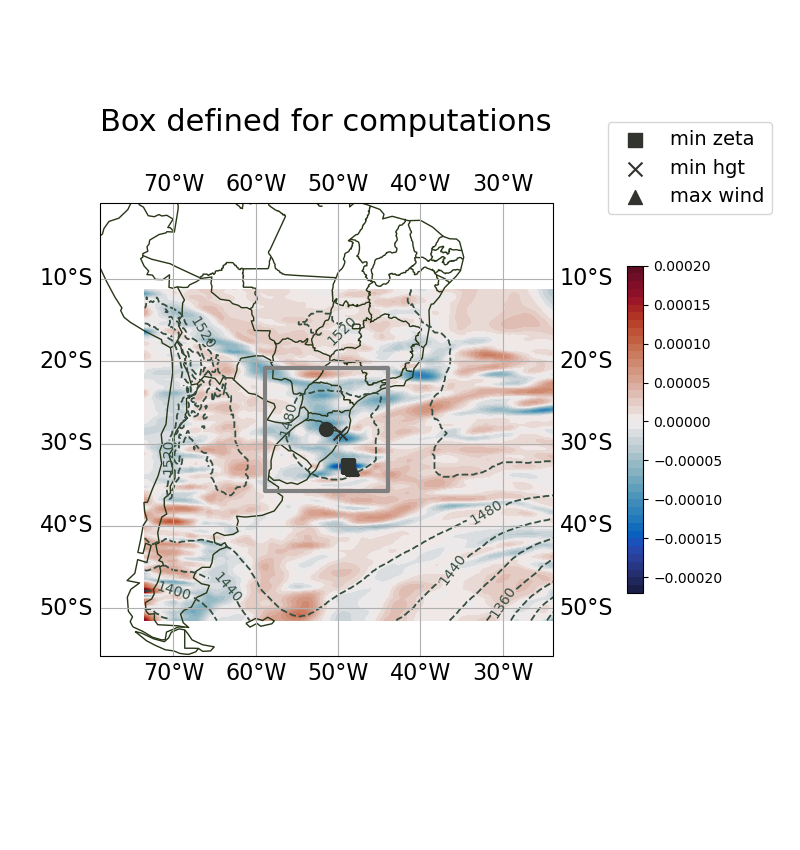 Box defined for computations
min zeta
min hgt
max wind
70°W 60°W 50°W 40°W 30°W
10°S 10°S
20°S 20°S
30°S 30°S
40°S 40°S
50°S 50°S
70°W 60°W 50°W 40°W 30°W
1520
1520
1480
1520
1480
1440
1440
1400
1360
0.00020
0.00015
0.00010
0.00005
0.00000
−0.00005
−0.00010
−0.00015
−0.00020